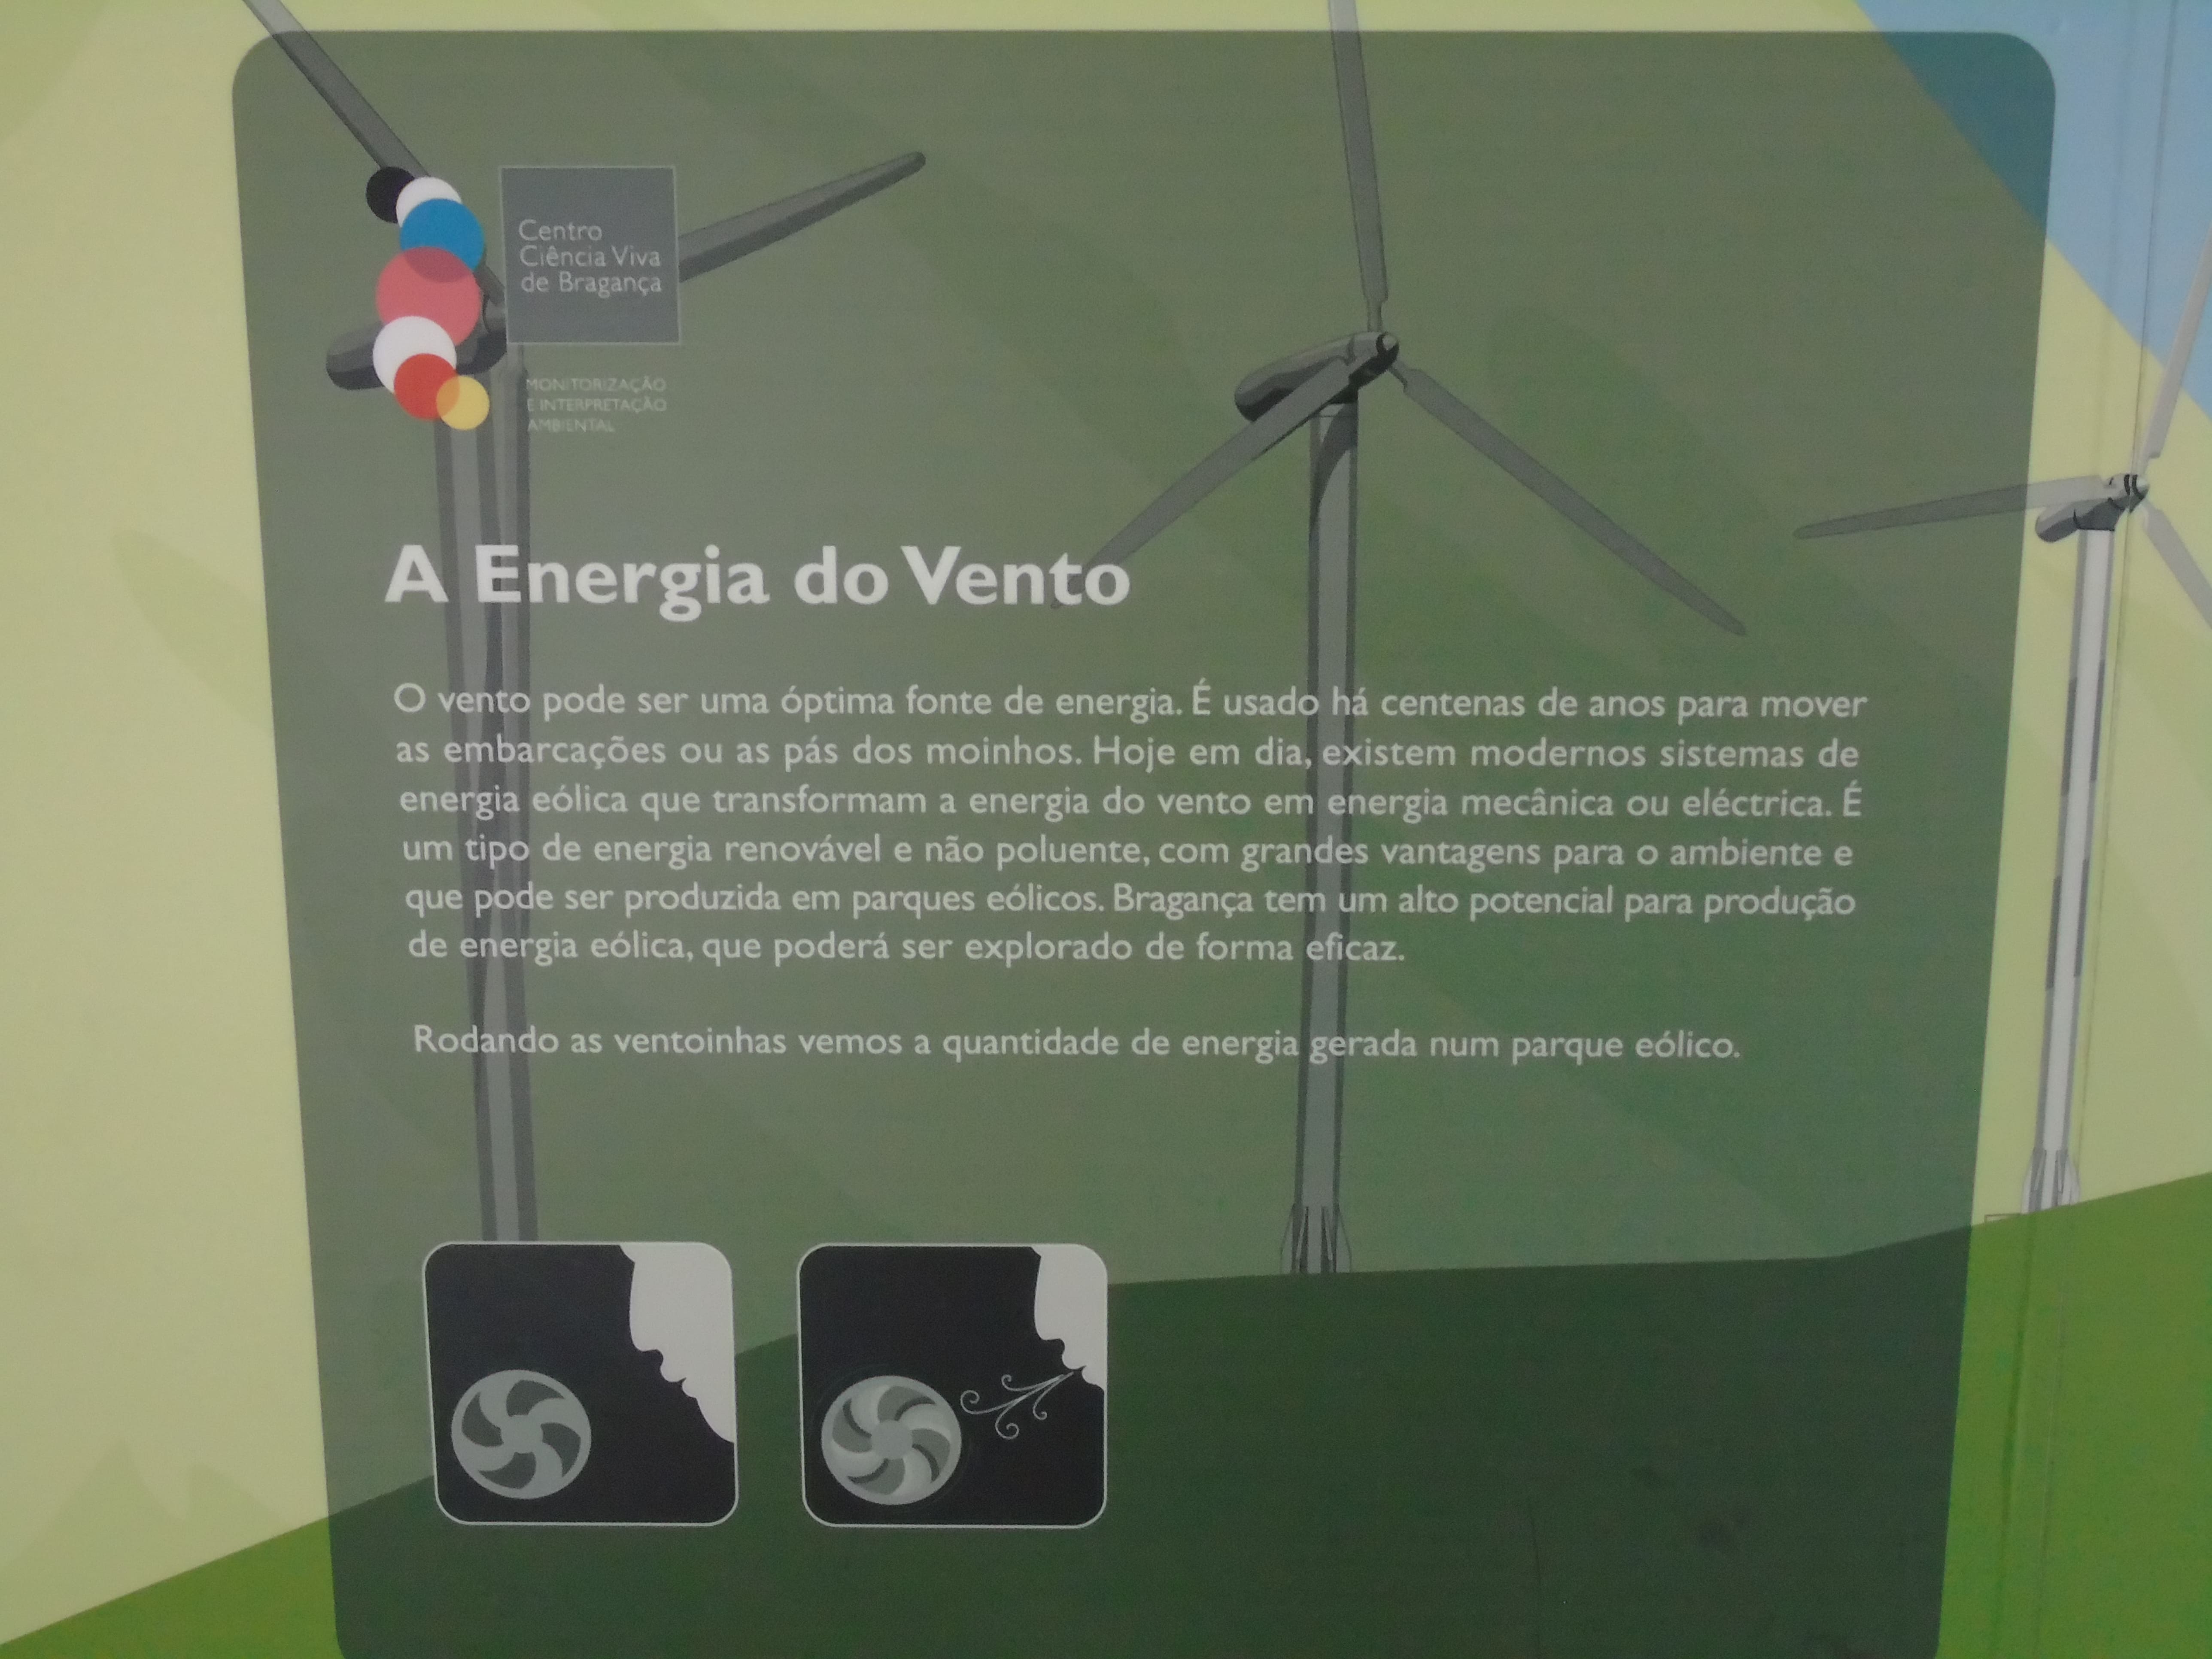 Centro
Ciência Viva
de Bragança
MONITORIZAÇÃO
E INTERPRETAÇÃO
AMBIENTAL
A Energia do Vento
O vento pode ser uma óptima fonte de energia. É usado há centenas de anos para mover
as embarcações ou as pás dos moinhos. Hoje em dia, existem modernos sistemas de
energia eólica que transformam a energia do vento em energia mecânica ou eléctrica. É
um tipo de energia renovável e não poluente, com grandes vantagens para o ambiente e
que pode ser produzida em parques eólicos. Bragança tem um alto potencial para produção
de energia eólica, que poderá ser explorado de forma eficaz.
Rodando as ventoinhas vemos a quantidade de energia gerada num parque eólico.